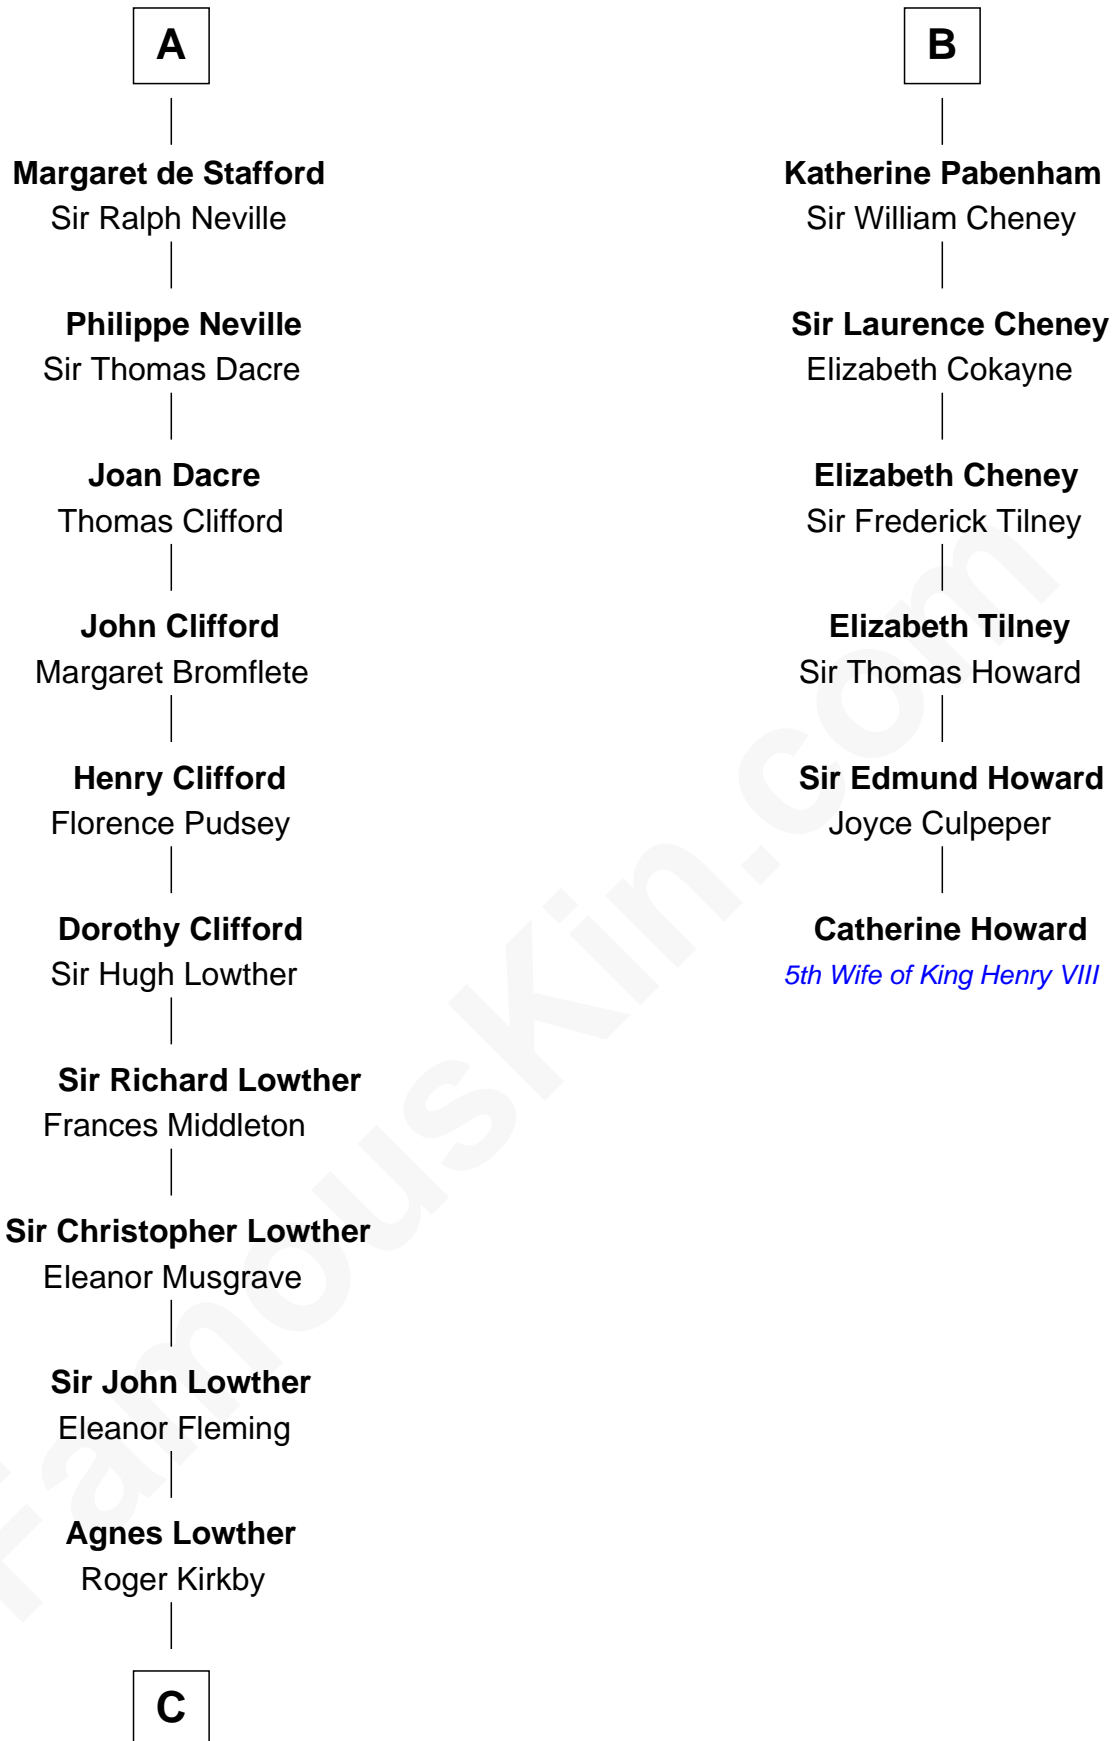 A
Margaret de Stafford
Sir Ralph Neville
Philippe Neville
Sir Thomas Dacre
Joan Dacre
Thomas Clifford
John Clifford
Margaret Bromflete
Henry Clifford
Florence Pudsey
Dorothy Clifford
Sir Hugh Lowther
Sir Richard Lowther
Frances Middleton
Sir Christopher Lowther
Eleanor Musgrave
Sir John Lowther
Eleanor Fleming
Agnes Lowther
Roger Kirkby
C
B
Katherine Pabenham
Sir William Cheney
Sir Laurence Cheney
Elizabeth Cokayne
Elizabeth Cheney
Sir Frederick Tilney
Elizabeth Tilney
Sir Thomas Howard
Sir Edmund Howard
Joyce Culpeper
Catherine Howard
5th Wife of King Henry VIII
FamousKin.com